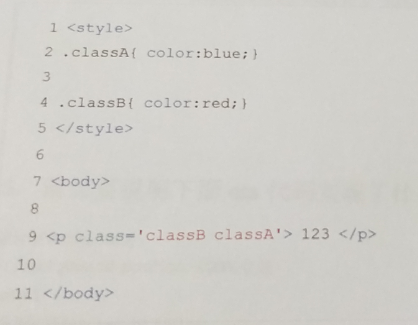 1 <style>
2 .classA{ color:blue;}
3
4 .classB{ color:red;}
5 </style>
6
7 <body>
8
9 <p class='classB classA'> 123 </p>
10
11 </body>